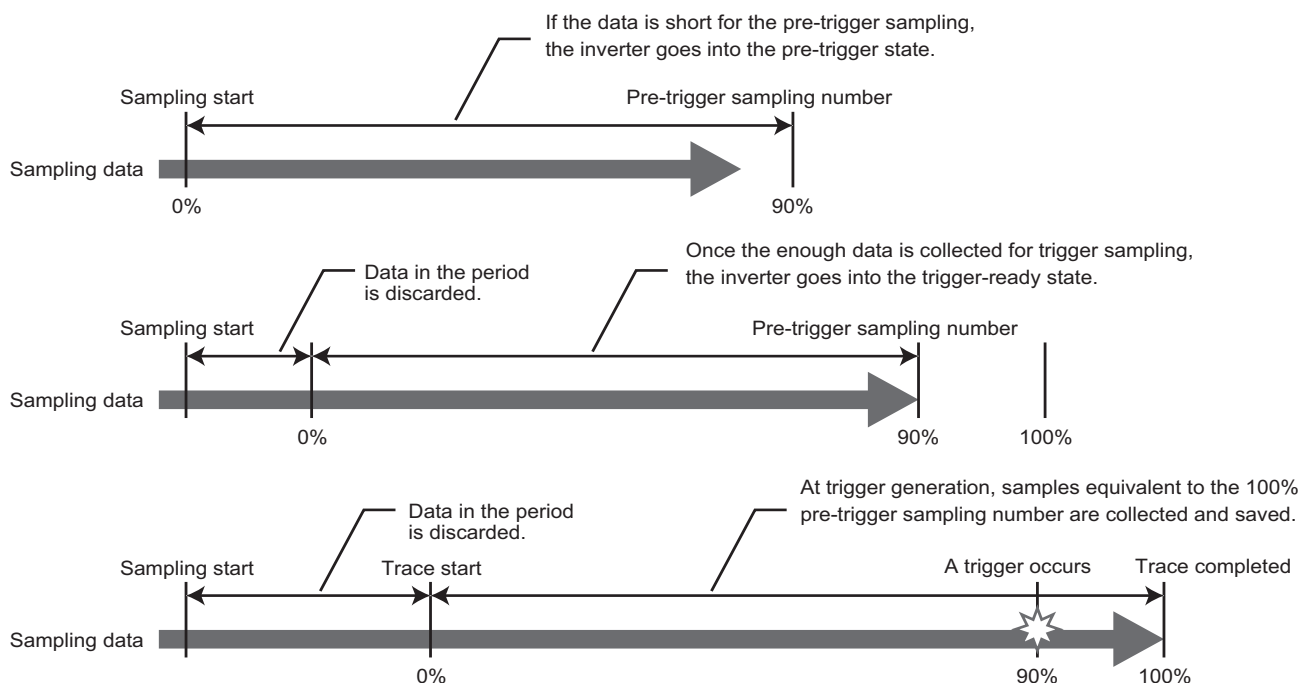 If the data is short for the pre-trigger sampling,
the inverter goes into the pre-trigger state.
Sampling start
Pre-trigger sampling number
Sampling data
0%
90%
Once the enough data is collected for trigger sampling,
the inverter goes into the trigger-ready state.
Data in the period
is discarded.
Sampling start
Pre-trigger sampling number
Sampling data
0%
90%
100%
At trigger generation, samples equivalent to the 100%
pre-trigger sampling number are collected and saved.
Data in the period
is discarded.
Sampling start
Trace start
A trigger occurs
Trace completed
Sampling data
0%
90%
100%